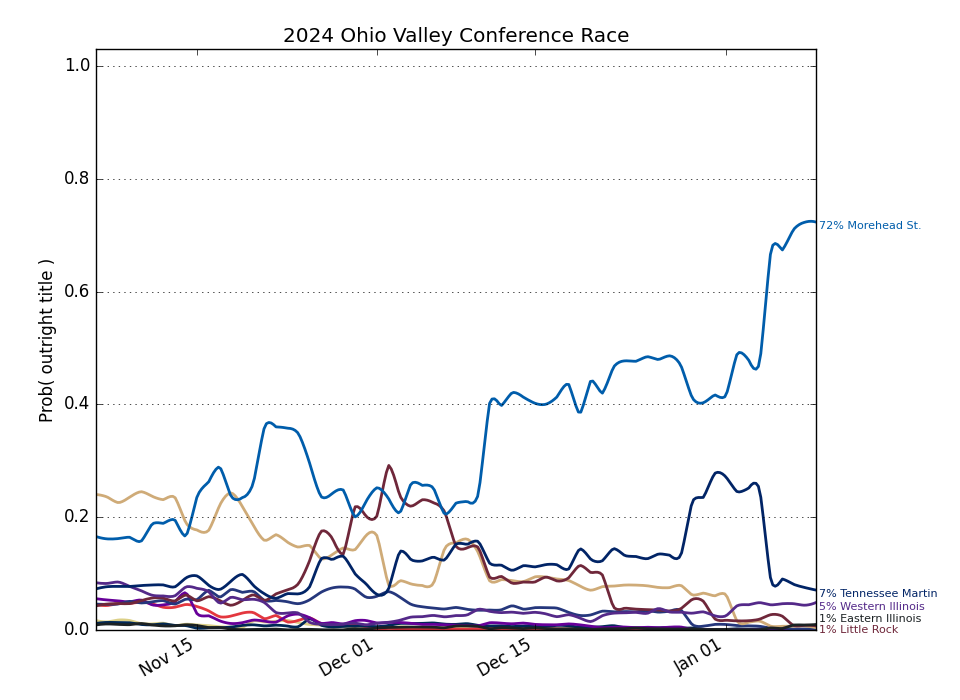 2024 Ohio Valley Conference Race
Prob( outright title )
1.0
0.8
0.6
0.4
0.2
0.0
Nov 15
Dec 01
Dec 15
Jan 01
72% Morehead St.
7% Tennessee Martin
5% Western Illinois
1% Eastern Illinois
1% Little Rock